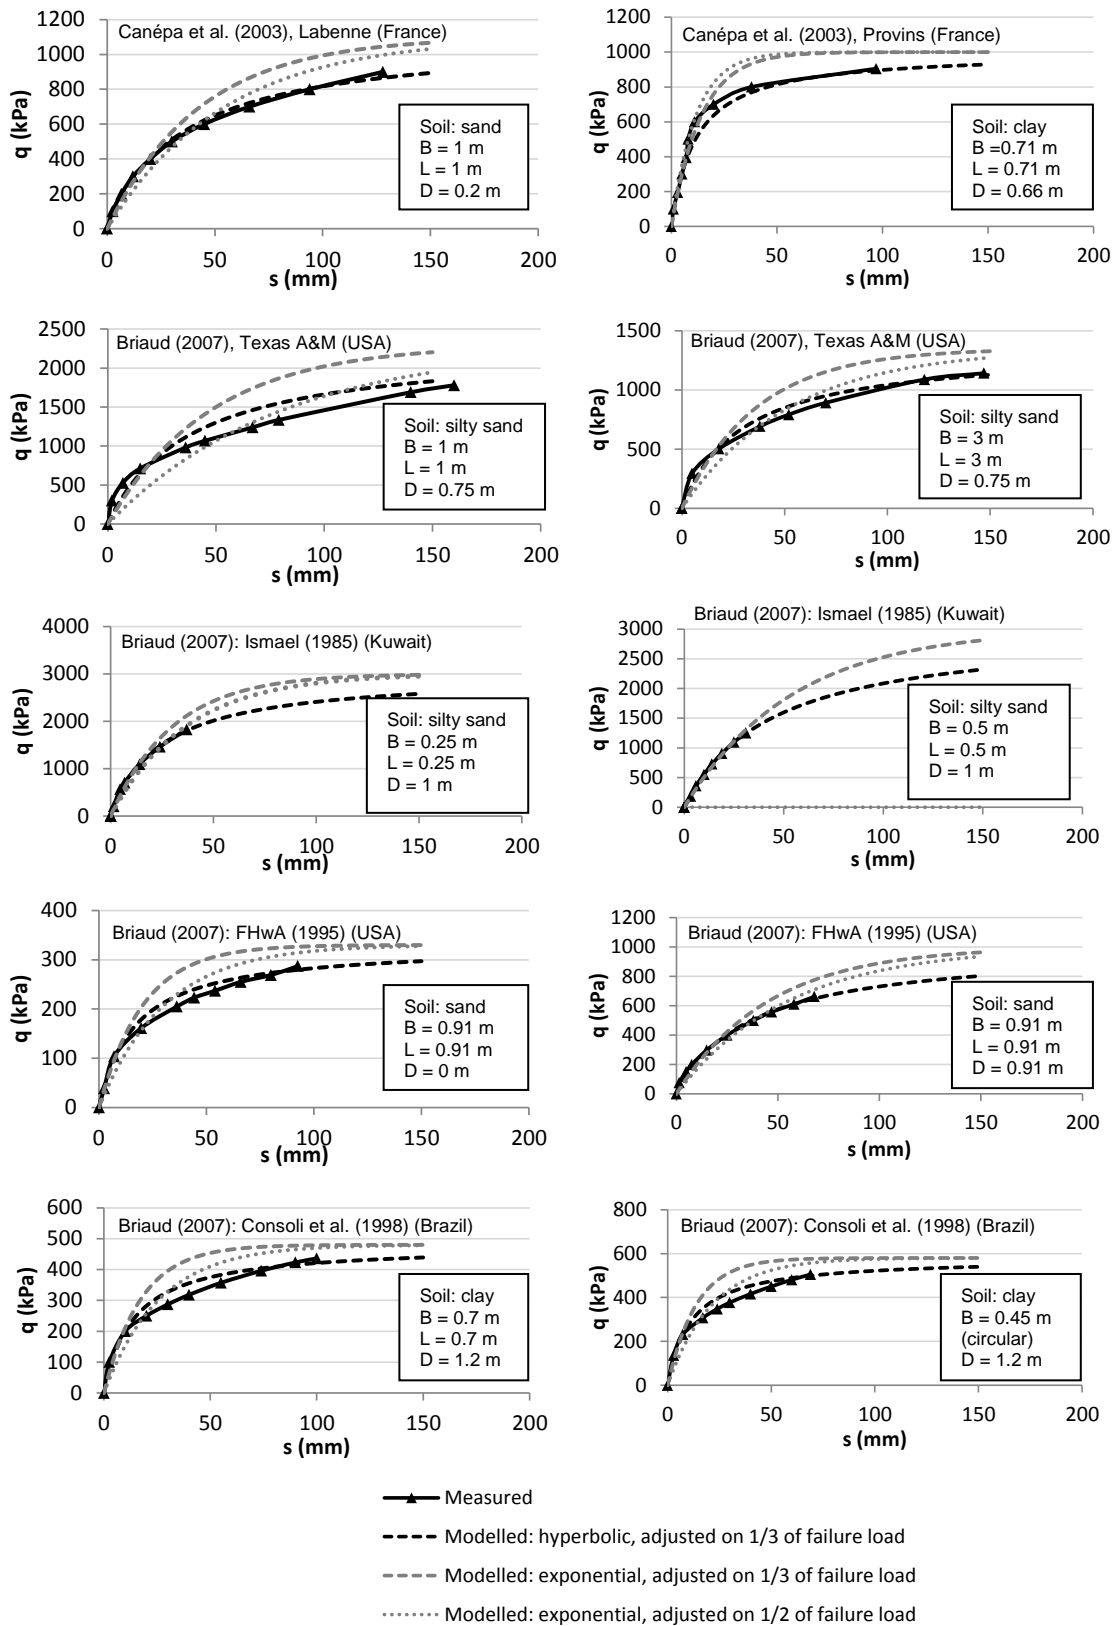 Canépa et al. (2003), Labenne (France)
q (kPa)
1200
1000
800
600
400
200
0
Soil: sand
B = 1 m
L = 1 m
D = 0.2 m
0 50 100 150 200
s (mm)
Canépa et al. (2003), Provins (France)
q (kPa)
1200
1000
800
600
400
200
0
Soil: clay
B =0.71 m
L = 0.71 m
D = 0.66 m
0 50 100 150 200
s (mm)
Briaud (2007), Texas A&M (USA)
q (kPa)
2500
2000
1500
1000
500
0
Soil: silty sand
B = 1 m
L = 1 m
D = 0.75 m
0 50 100 150 200
s (mm)
Briaud (2007), Texas A&M (USA)
q (kPa)
1500
1000
500
0
Soil: silty sand
B = 3 m
L = 3 m
D = 0.75 m
0 50 100 150 200
s (mm)
Briaud (2007): Ismael (1985) (Kuwait)
q (kPa)
4000
3000
2000
1000
0
Soil: silty sand
B = 0.25 m
L = 0.25 m
D = 1 m
0 50 100 150 200
s (mm)
Briaud (2007): Ismael (1985) (Kuwait)
q (kPa)
3000
2500
2000
1500
1000
500
0
Soil: silty sand
B = 0.5 m
L = 0.5 m
D = 1 m
0 50 100 150 200
s (mm)
Briaud (2007): FHwA (1995) (USA)
q (kPa)
400
300
200
100
0
Soil: sand
B = 0.91 m
L = 0.91 m
D = 0 m
0 50 100 150 200
s (mm)
Briaud (2007): FHwA (1995) (USA)
q (kPa)
1200
1000
800
600
400
200
0
Soil: sand
B = 0.91 m
L = 0.91 m
D = 0.91 m
0 50 100 150 200
s (mm)
Briaud (2007): Consoli et al. (1998) (Brazil)
q (kPa)
600
500
400
300
200
100
0
Soil: clay
B = 0.7 m
L = 0.7 m
D = 1.2 m
0 50 100 150 200
s (mm)
Briaud (2007): Consoli et al. (1998) (Brazil)
q (kPa)
800
600
400
200
0
Soil: clay
B = 0.45 m
(circular)
D = 1.2 m
0 50 100 150 200
s (mm)
Measured
Modelled: hyperbolic, adjusted on 1/3 of failure load
Modelled: exponential, adjusted on 1/3 of failure load
Modelled: exponential, adjusted on 1/2 of failure load